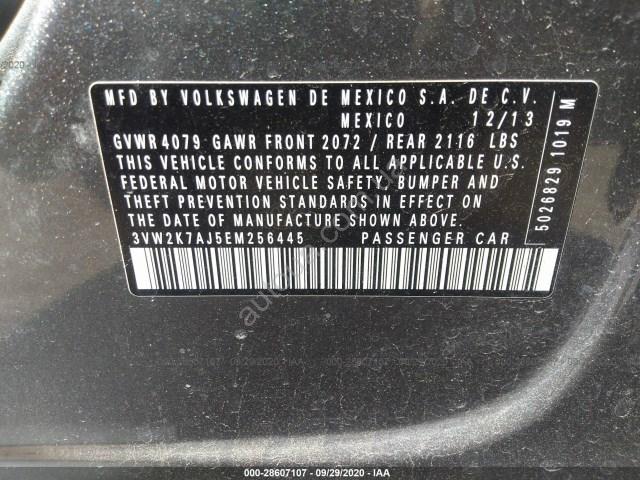 MFD BY VOLKSWAGEN DE MEXICO S.A. DE C.V.
MEXICO 12/13
GVWR 4079 GAWR FRONT 2072 / REAR 2116 LBS
THIS VEHICLE CONFORMS TO ALL APPLICABLE U.S.
FEDERAL MOTOR VEHICLE SAFETY, BUMPER AND
THEFT PREVENTION STANDARDS IN EFFECT ON
THE DATE OF MANUFACTURE SHOWN ABOVE.
3VW2K7AJ5EM256445 PASSENGER CAR
5026829 1019 M
000-28607107 - 09/29/2020 - IAA